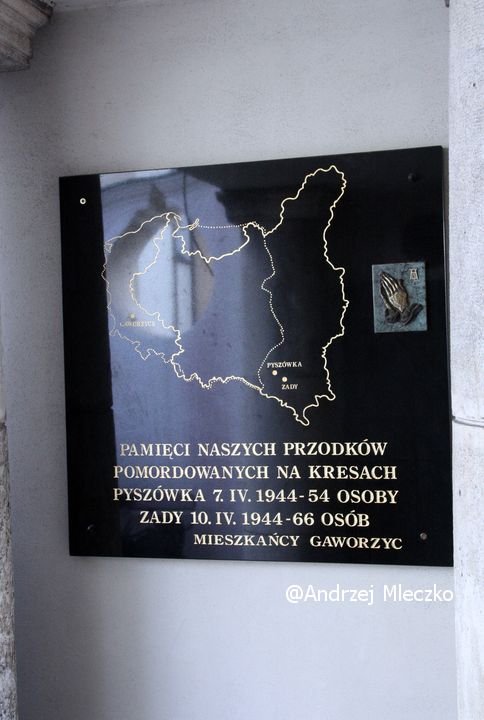 GAWORZYCE
PYSZÓWKA
ZADY
PAMIĘCI NASZYCH PRZODKÓW
POMORDOWANYCH NA KRESACH
PYSZÓWKA 7. IV. 1944-54 OSOBY
ZADY 10. IV. 1944-66 OSÓB
MIESZKAŃCY GAWORZYC
@Andrzej Mleczko